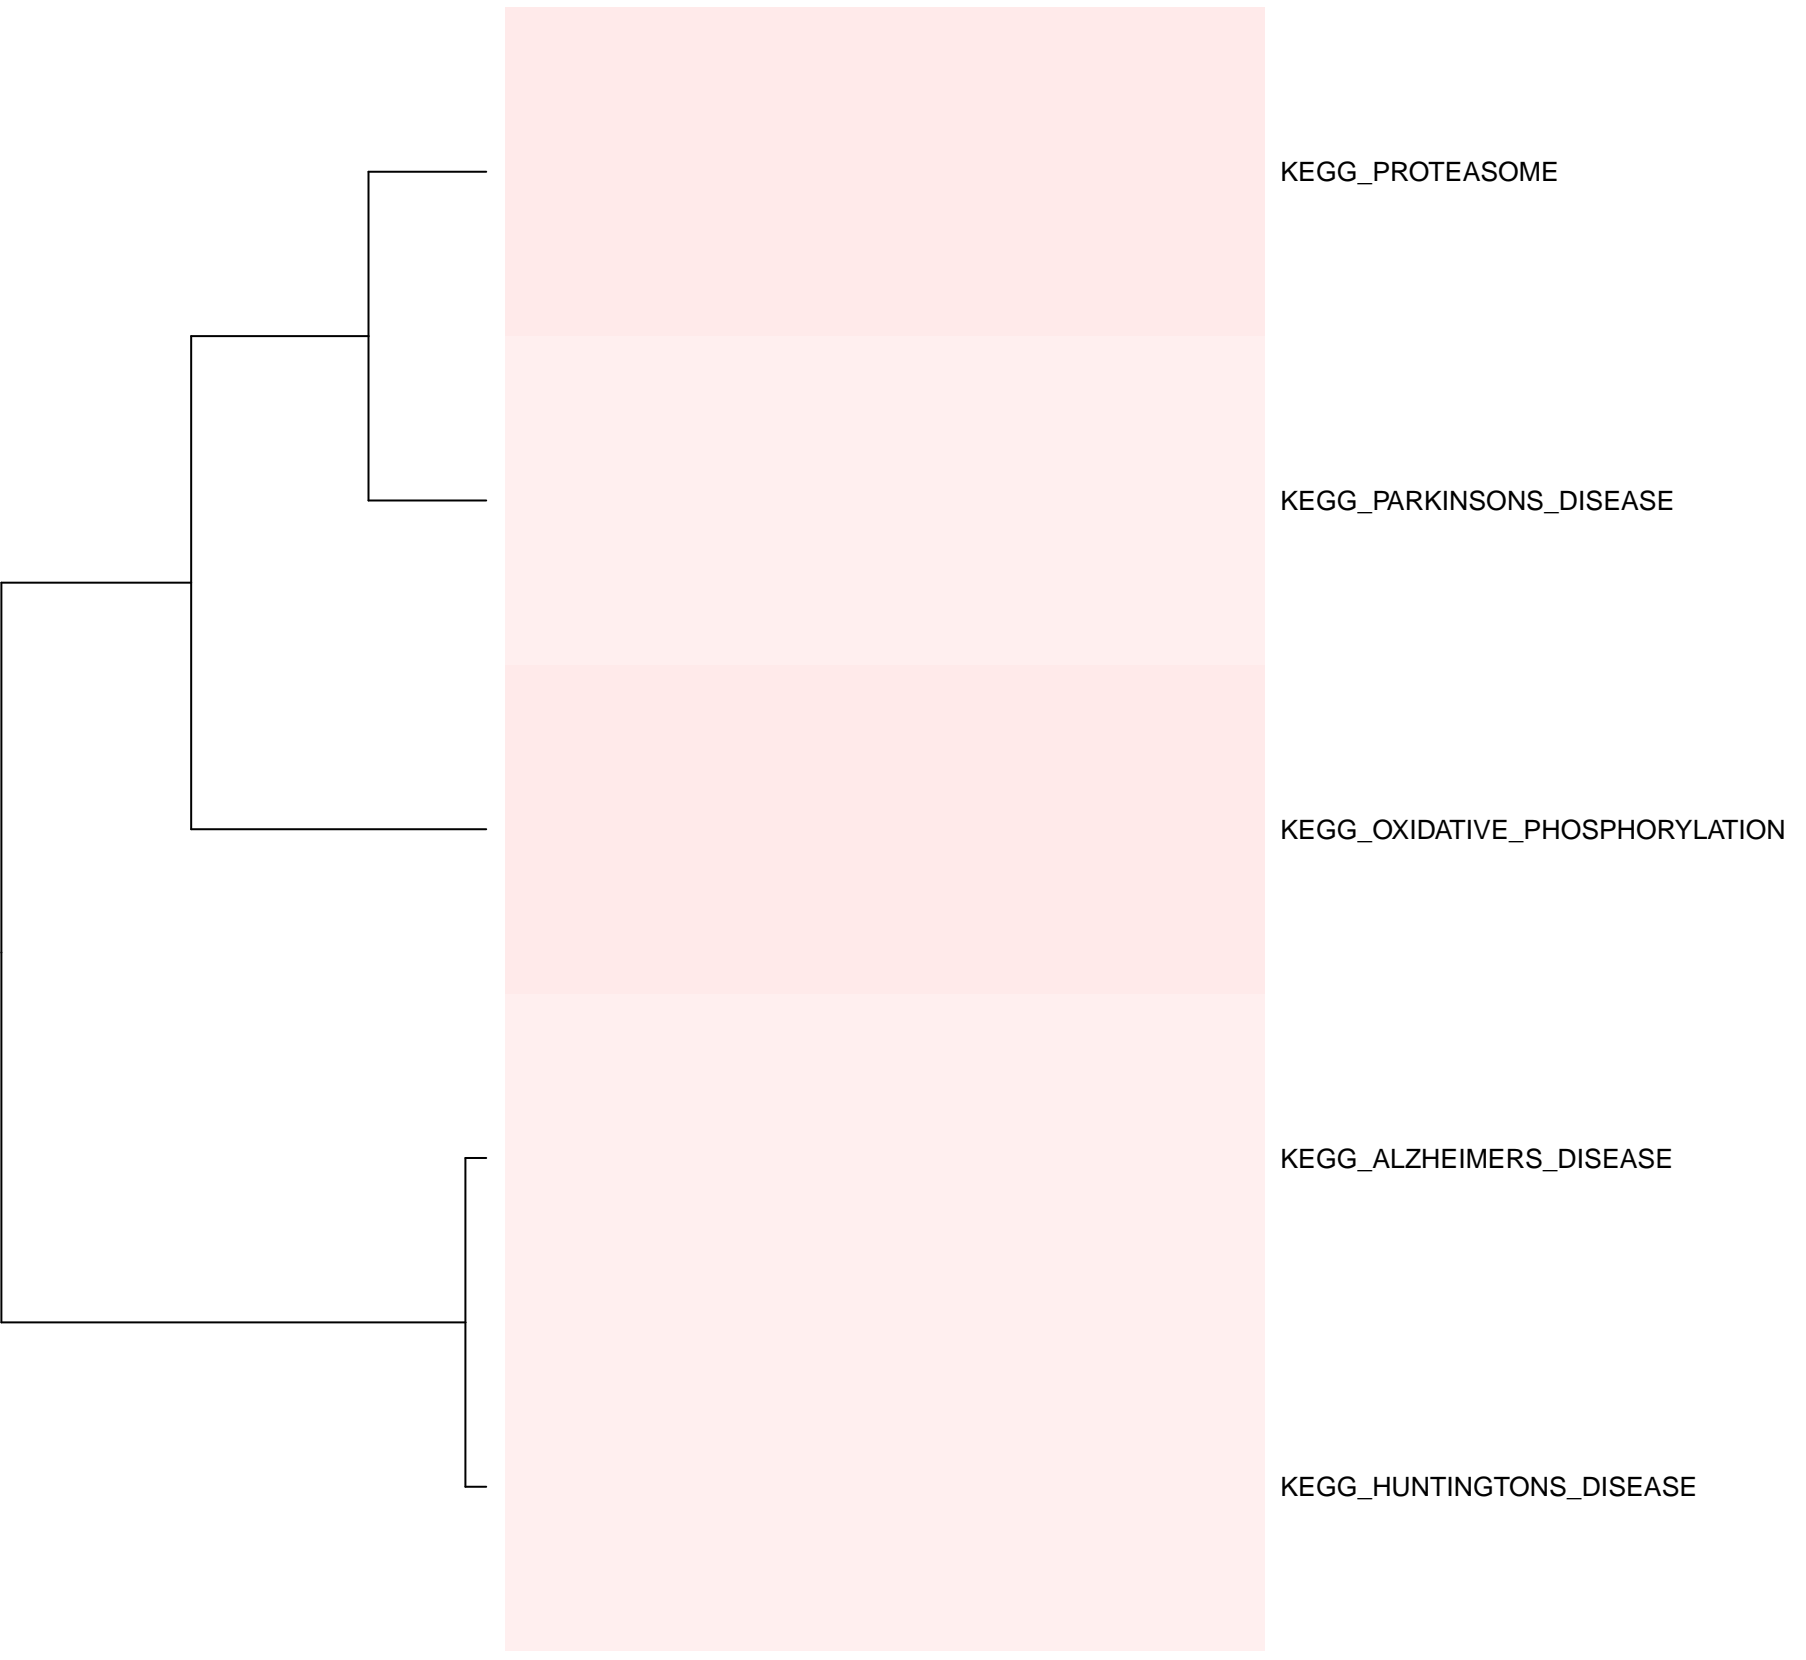 KEGG_PROTEASOME
KEGG_PARKINSONS_DISEASE
KEGG_OXIDATIVE_PHOSPHORYLATION
KEGG_ALZHEIMERS_DISEASE
KEGG_HUNTINGTONS_DISEASE